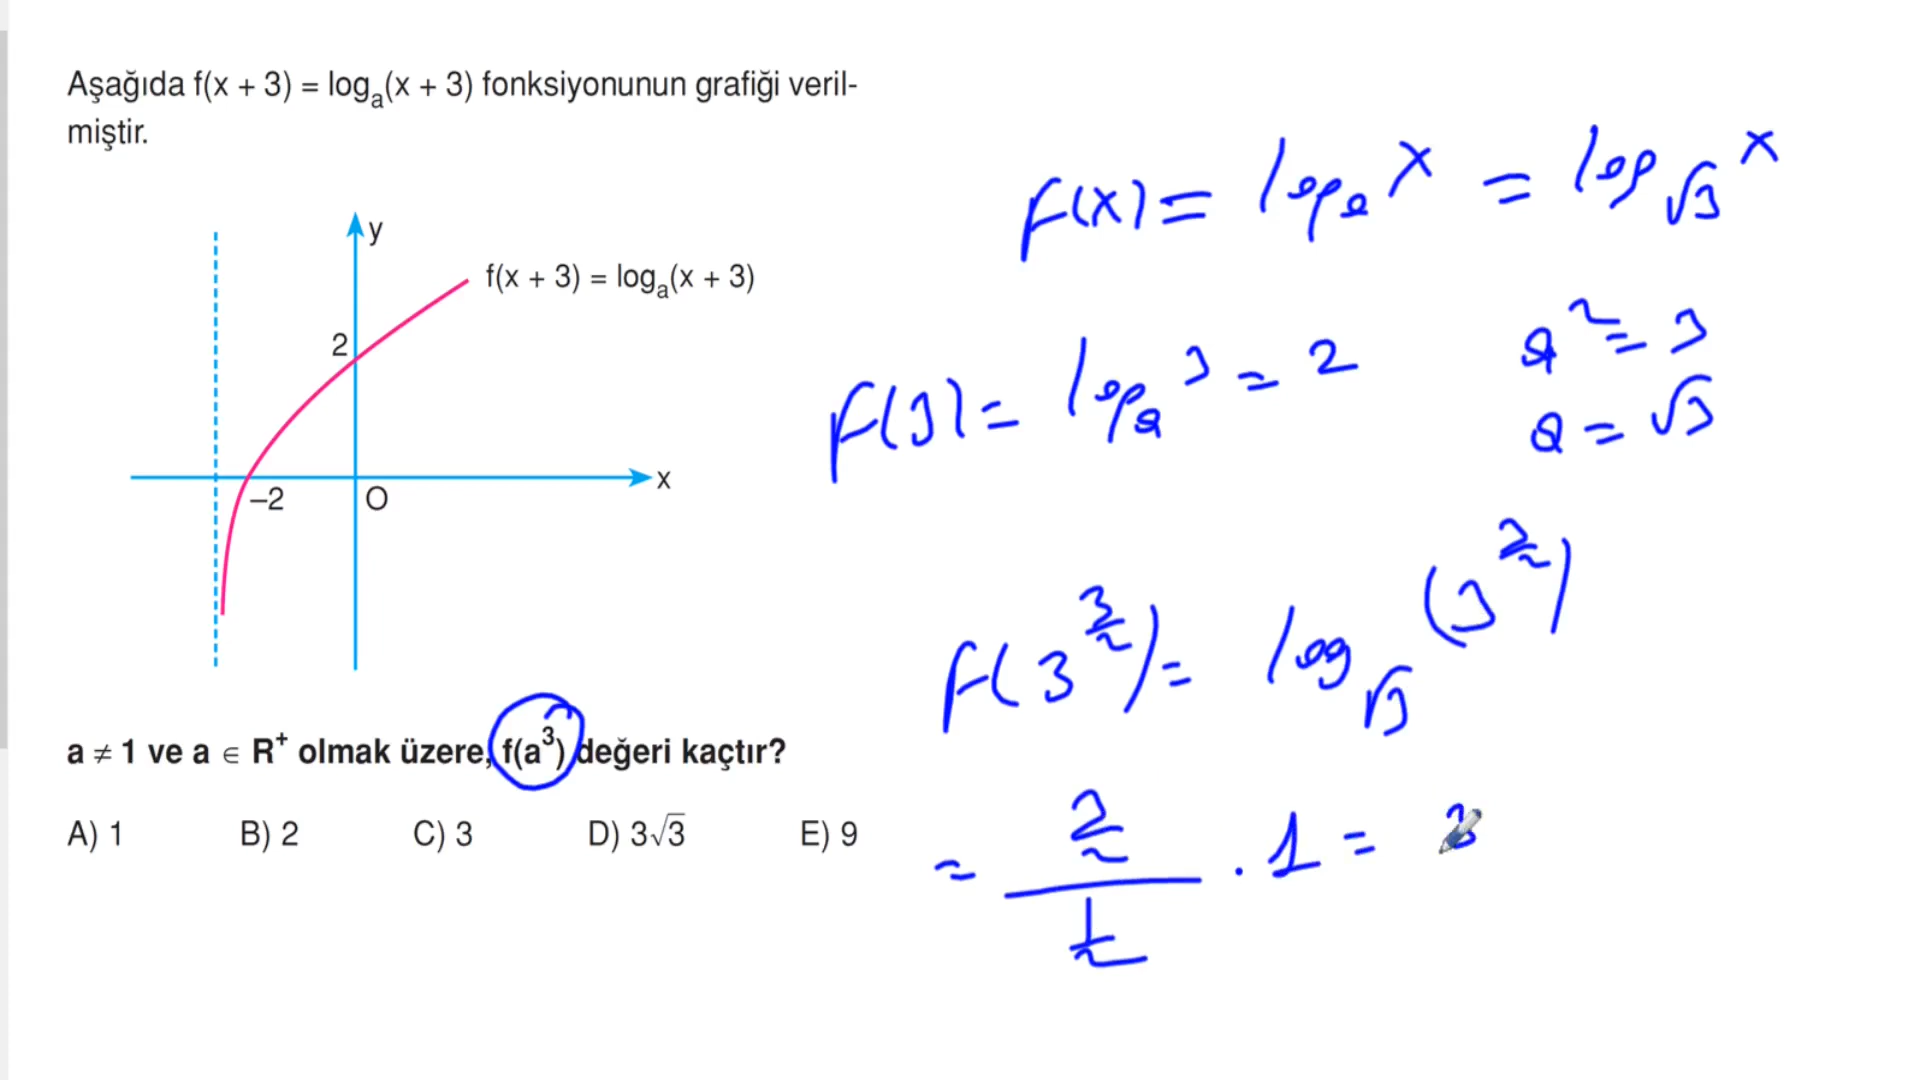 Aşağıda f(x + 3) = logₐ(x + 3) fonksiyonunun grafiği veril-
miştir.
y
f(x + 3) = logₐ(x + 3)
2
x
–2
O
a ≠ 1 ve a ∈ R⁺ olmak üzere, f(a³) değeri kaçtır?
A) 1 B) 2 C) 3 D) 3√3 E) 9
f(x) = logₐ x = log_√3 x
f(3) = logₐ 3 = 2
a² = 3
a = √3
f(3^(3/2)) = log_√3 (3^(3/2))
= (3/2)/(1/2) . 1 = 3